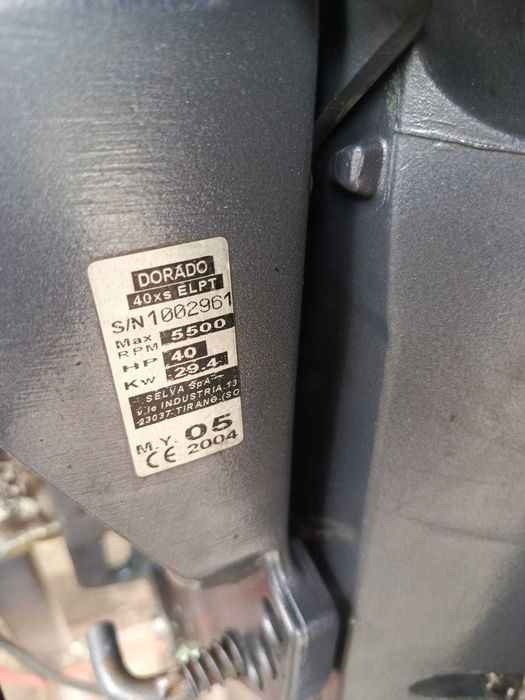 DORADO
40xs ELPT
S/N 1002961
Max RPM 5500
HP 40
Kw 29.4
SELVA SpA
v.le INDUSTRIA,13
23037-TIRANO.(SO
M.Y. 05
CE 2004